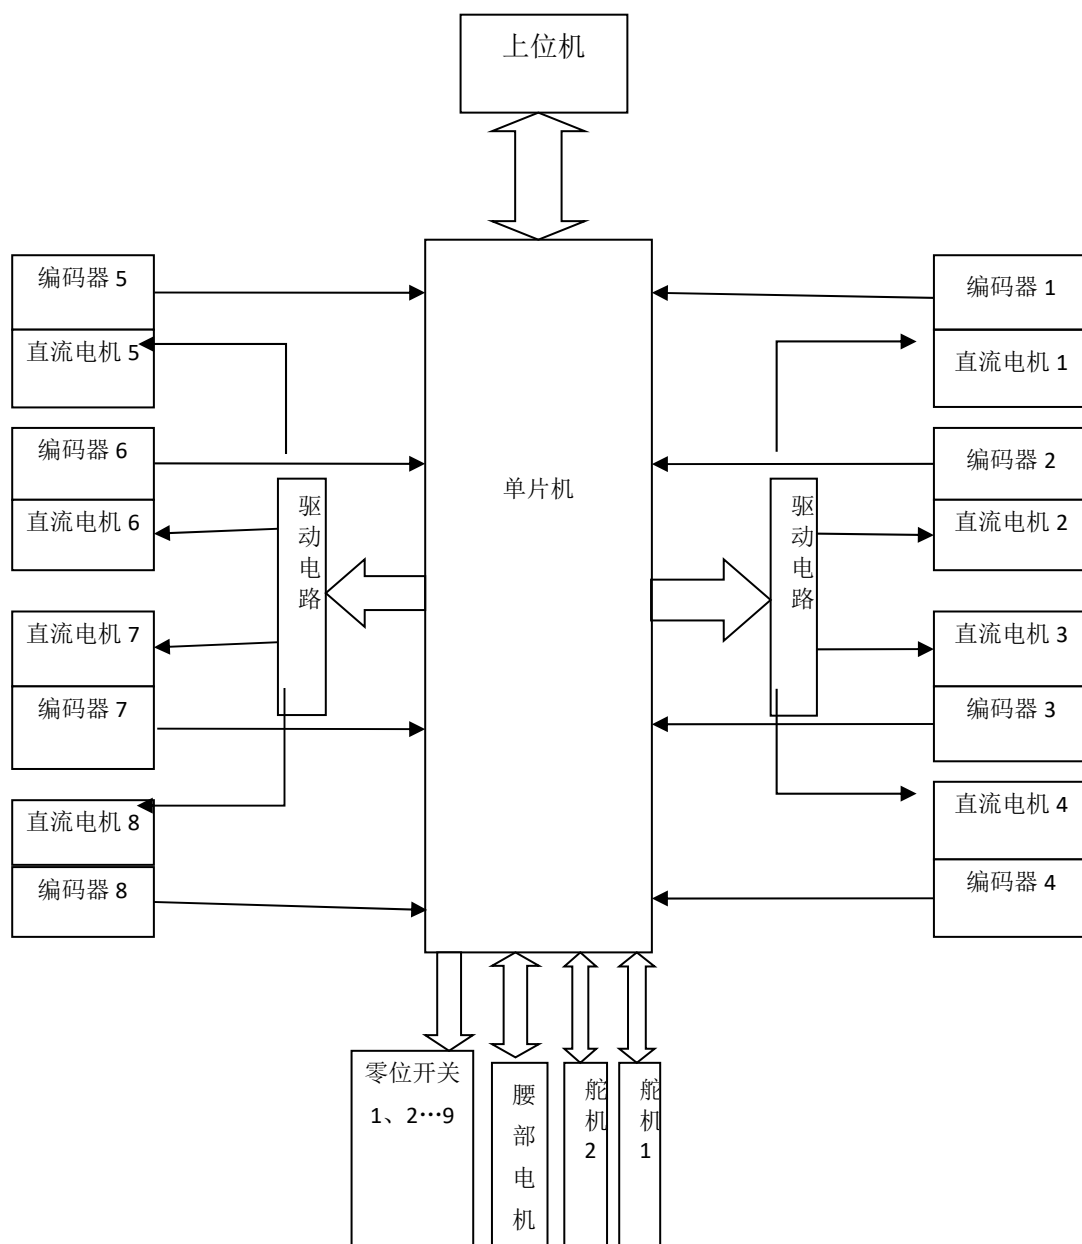 上位机
编码器 5
直流电机 5
编码器 6
直流电机 6
直流电机 7
编码器 7
直流电机 8
编码器 8
驱动电路
单片机
驱动电路
编码器 1
直流电机 1
编码器 2
直流电机 2
直流电机 3
编码器 3
直流电机 4
编码器 4
零位开关
1、2…9
腰部电机
舵机
2
舵机
1